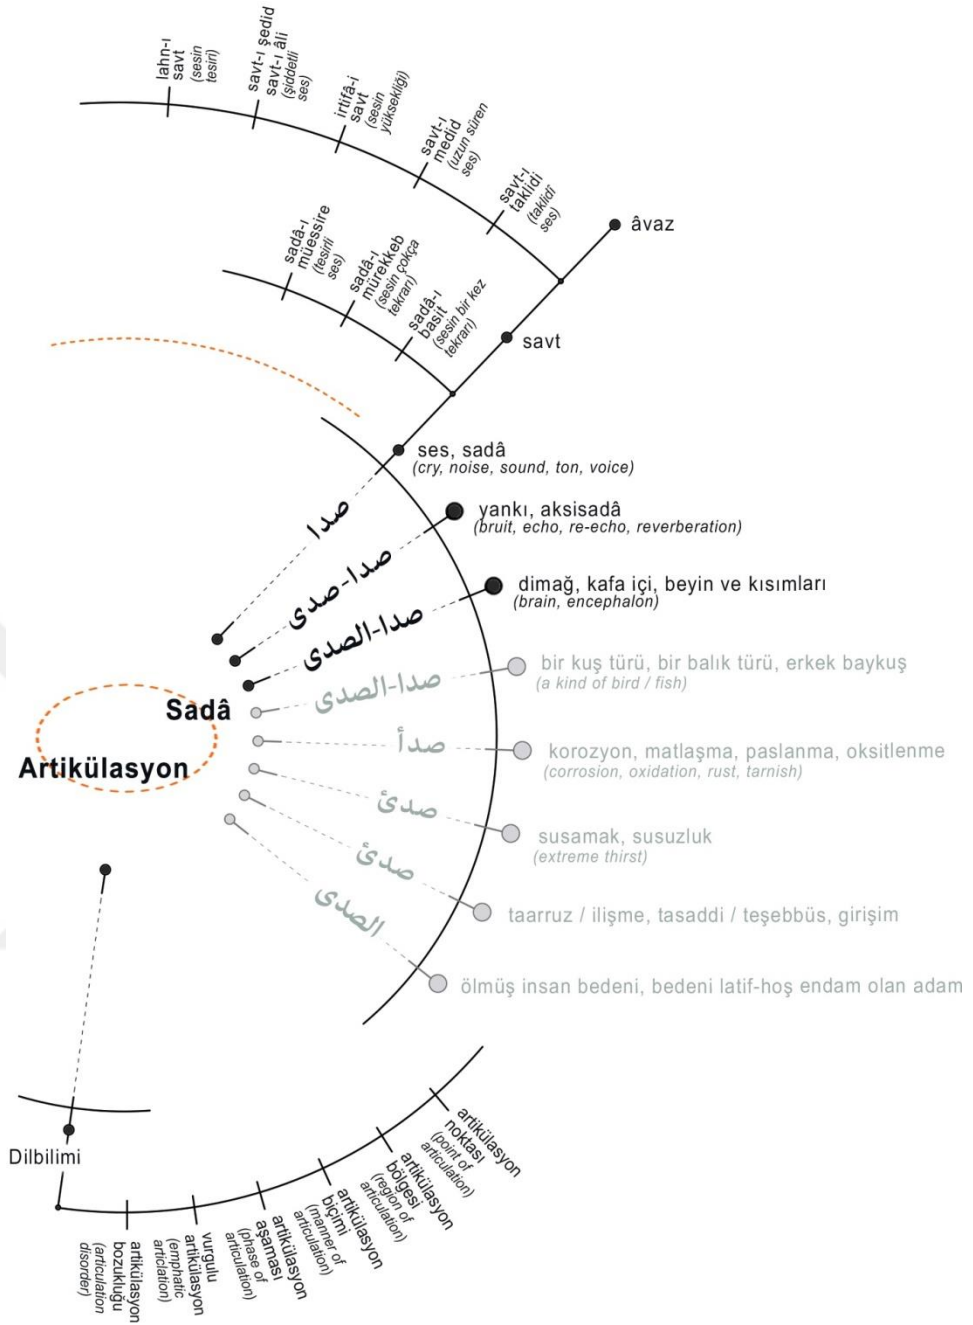 lahn-ı
savt
(sesin
tesiri)
savt-ı şedid
savt-ı âli
(şiddetli
ses)
irtifâ-i
savt
(sesin
yüksekliği)
savt-ı
medid
(uzun süren
ses)
savt-ı
taklidi
(taklidî
ses)
âvaz
sadâ-ı
müessire
(tesirli
ses)
sadâ-ı
mürekkeb
(sesin çokça
tekrarı)
sadâ-ı
basit
(sesin bir kez
tekrarı)
savt
ses, sadâ
(cry, noise, sound, ton, voice)
صدا
yankı, aksisadâ
(bruit, echo, re-echo, reverberation)
صدا-صدى
dimağ, kafa içi, beyin ve kısımları
(brain, encephalon)
صدا-الصدى
bir kuş türü, bir balık türü, erkek baykuş
(a kind of bird / fish)
صدا-الصدى
Sadâ
Artikülasyon
صدأ
korozyon, matlaşma, paslanma, oksitlenme
(corrosion, oxidation, rust, tarnish)
صدئ
susamak, susuzluk
(extreme thirst)
صدئ
taarruz / ilişme, tasaddi / teşebbüs, girişim
الصدى
ölmüş insan bedeni, bedeni latif-hoş endam olan adam
Dilbilimi
artikülasyon
noktası
(point of
articulation)
artikülasyon
bölgesi
(region of
articulation)
artikülasyon
biçimi
(manner of
articulation)
artikülasyon
aşaması
(phase of
articulation)
vurgulu
artikülasyon
(emphatic
articlation)
artikülasyon
bozukluğu
(articulation
disorder)